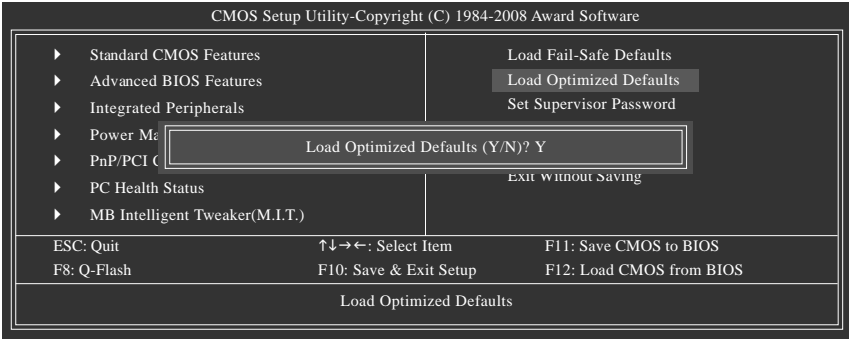 CMOS Setup Utility-Copyright (C) 1984-2008 Award Software
Standard CMOS Features
Advanced BIOS Features
Integrated Peripherals
Power Ma
PnP/PCI
PC Health Status
MB Intelligent Tweaker(M.I.T.)
Load Fail-Safe Defaults
Load Optimized Defaults
Set Supervisor Password
Exit Without Saving
Load Optimized Defaults (Y/N)? Y
ESC: Quit ↑↓→←: Select Item F11: Save CMOS to BIOS
F8: Q-Flash F10: Save & Exit Setup F12: Load CMOS from BIOS
Load Optimized Defaults